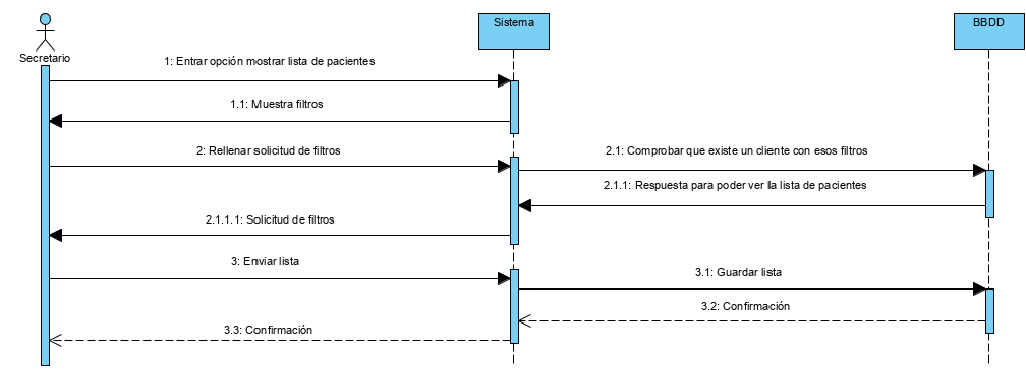 Sistema
BBDD
Secretario
1: Entrar opción mostrar lista de pacientes
1.1: Muestra filtros
2: Rellenar solicitud de filtros
2.1: Comprobar que existe un cliente con esos filtros
2.1.1: Respuesta para poder ver lla lista de pacientes
2.1.1.1: Solicitud de filtros
3: Enviar lista
3.1: Guardar lista
3.2: Confirmación
3.3: Confirmación